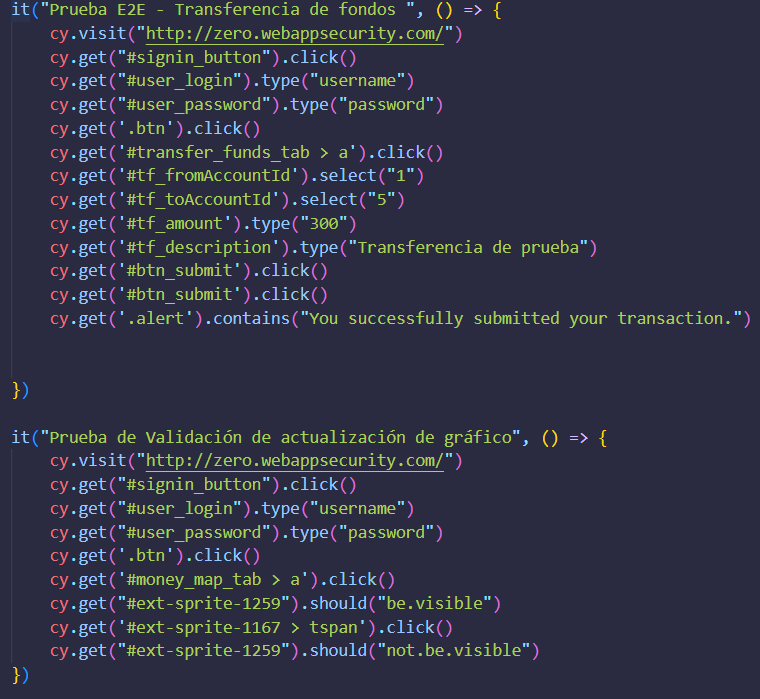 it("Prueba E2E - Transferencia de fondos ", () => {
    cy.visit("http://zero.webappsecurity.com/")
    cy.get("#signin_button").click()
    cy.get("#user_login").type("username")
    cy.get("#user_password").type("password")
    cy.get('.btn').click()
    cy.get('#transfer_funds_tab > a').click()
    cy.get('#tf_fromAccountId').select("1")
    cy.get('#tf_toAccountId').select("5")
    cy.get('#tf_amount').type("300")
    cy.get('#tf_description').type("Transferencia de prueba")
    cy.get('#btn_submit').click()
    cy.get('#btn_submit').click()
    cy.get('.alert').contains("You successfully submitted your transaction.")
})
it("Prueba de Validación de actualización de gráfico", () => {
    cy.visit("http://zero.webappsecurity.com/")
    cy.get("#signin_button").click()
    cy.get("#user_login").type("username")
    cy.get("#user_password").type("password")
    cy.get('.btn').click()
    cy.get('#money_map_tab > a').click()
    cy.get("#ext-sprite-1259").should("be.visible")
    cy.get('#ext-sprite-1167 > tspan').click()
    cy.get("#ext-sprite-1259").should("not.be.visible")
})